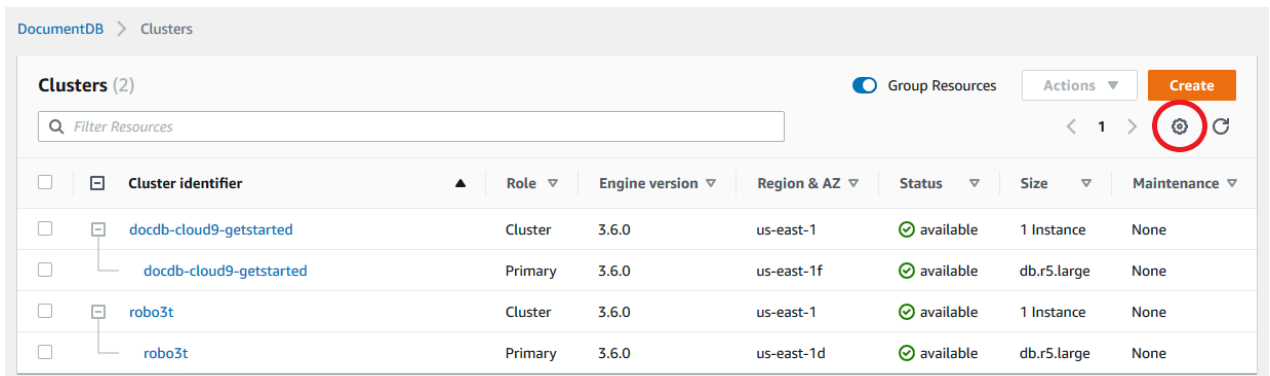 DocumentDB > Clusters
Clusters (2)
Group Resources
Actions
Create
Filter Resources
< 1 >
Cluster identifier Role Engine version Region & AZ Status Size Maintenance
docdb-cloud9-getstarted Cluster 3.6.0 us-east-1 available 1 Instance None
docdb-cloud9-getstarted Primary 3.6.0 us-east-1f available db.r5.large None
robo3t Cluster 3.6.0 us-east-1 available 1 Instance None
robo3t Primary 3.6.0 us-east-1d available db.r5.large None